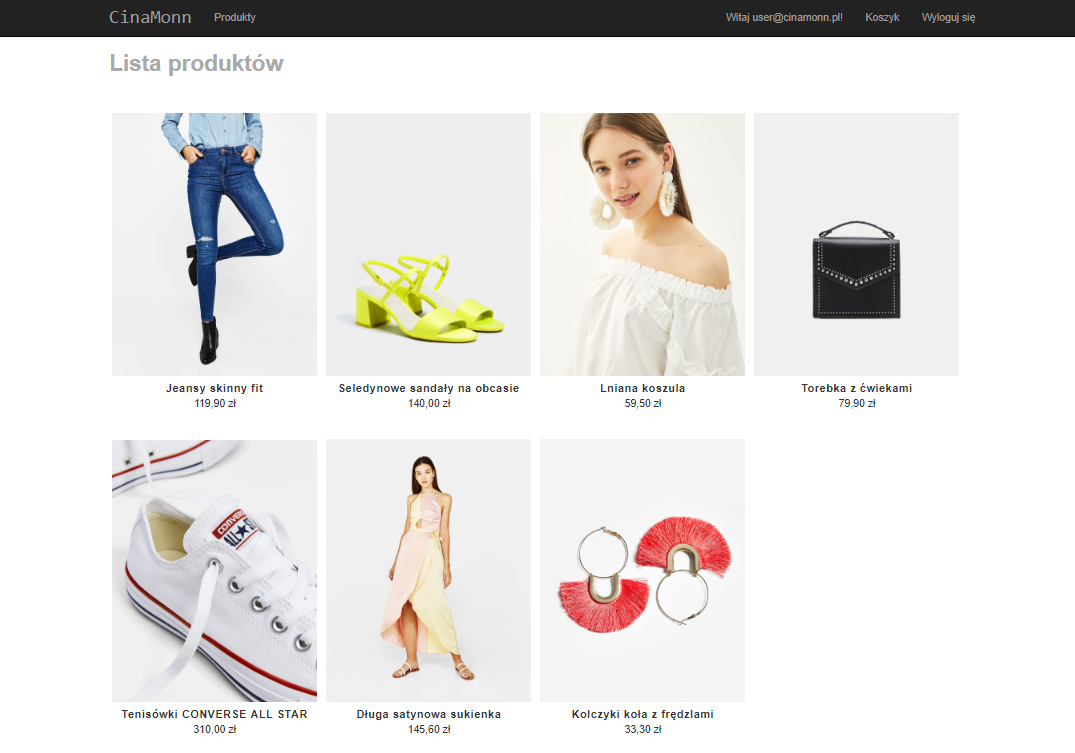 CinaMonn Produkty Witaj user@cinamonn.pl! Koszyk Wyloguj się
Lista produktów
Jeansy skinny fit Seledynowe sandały na obcasie Lniana koszula Torebka z ćwiekami
119,90 zł 140,00 zł 59,50 zł 79,90 zł
CONVERSE
ALL STAR
Tenisówki CONVERSE ALL STAR Długa satynowa sukienka Kolczyki koła z frędzlami
310,00 zł 145,60 zł 33,30 zł